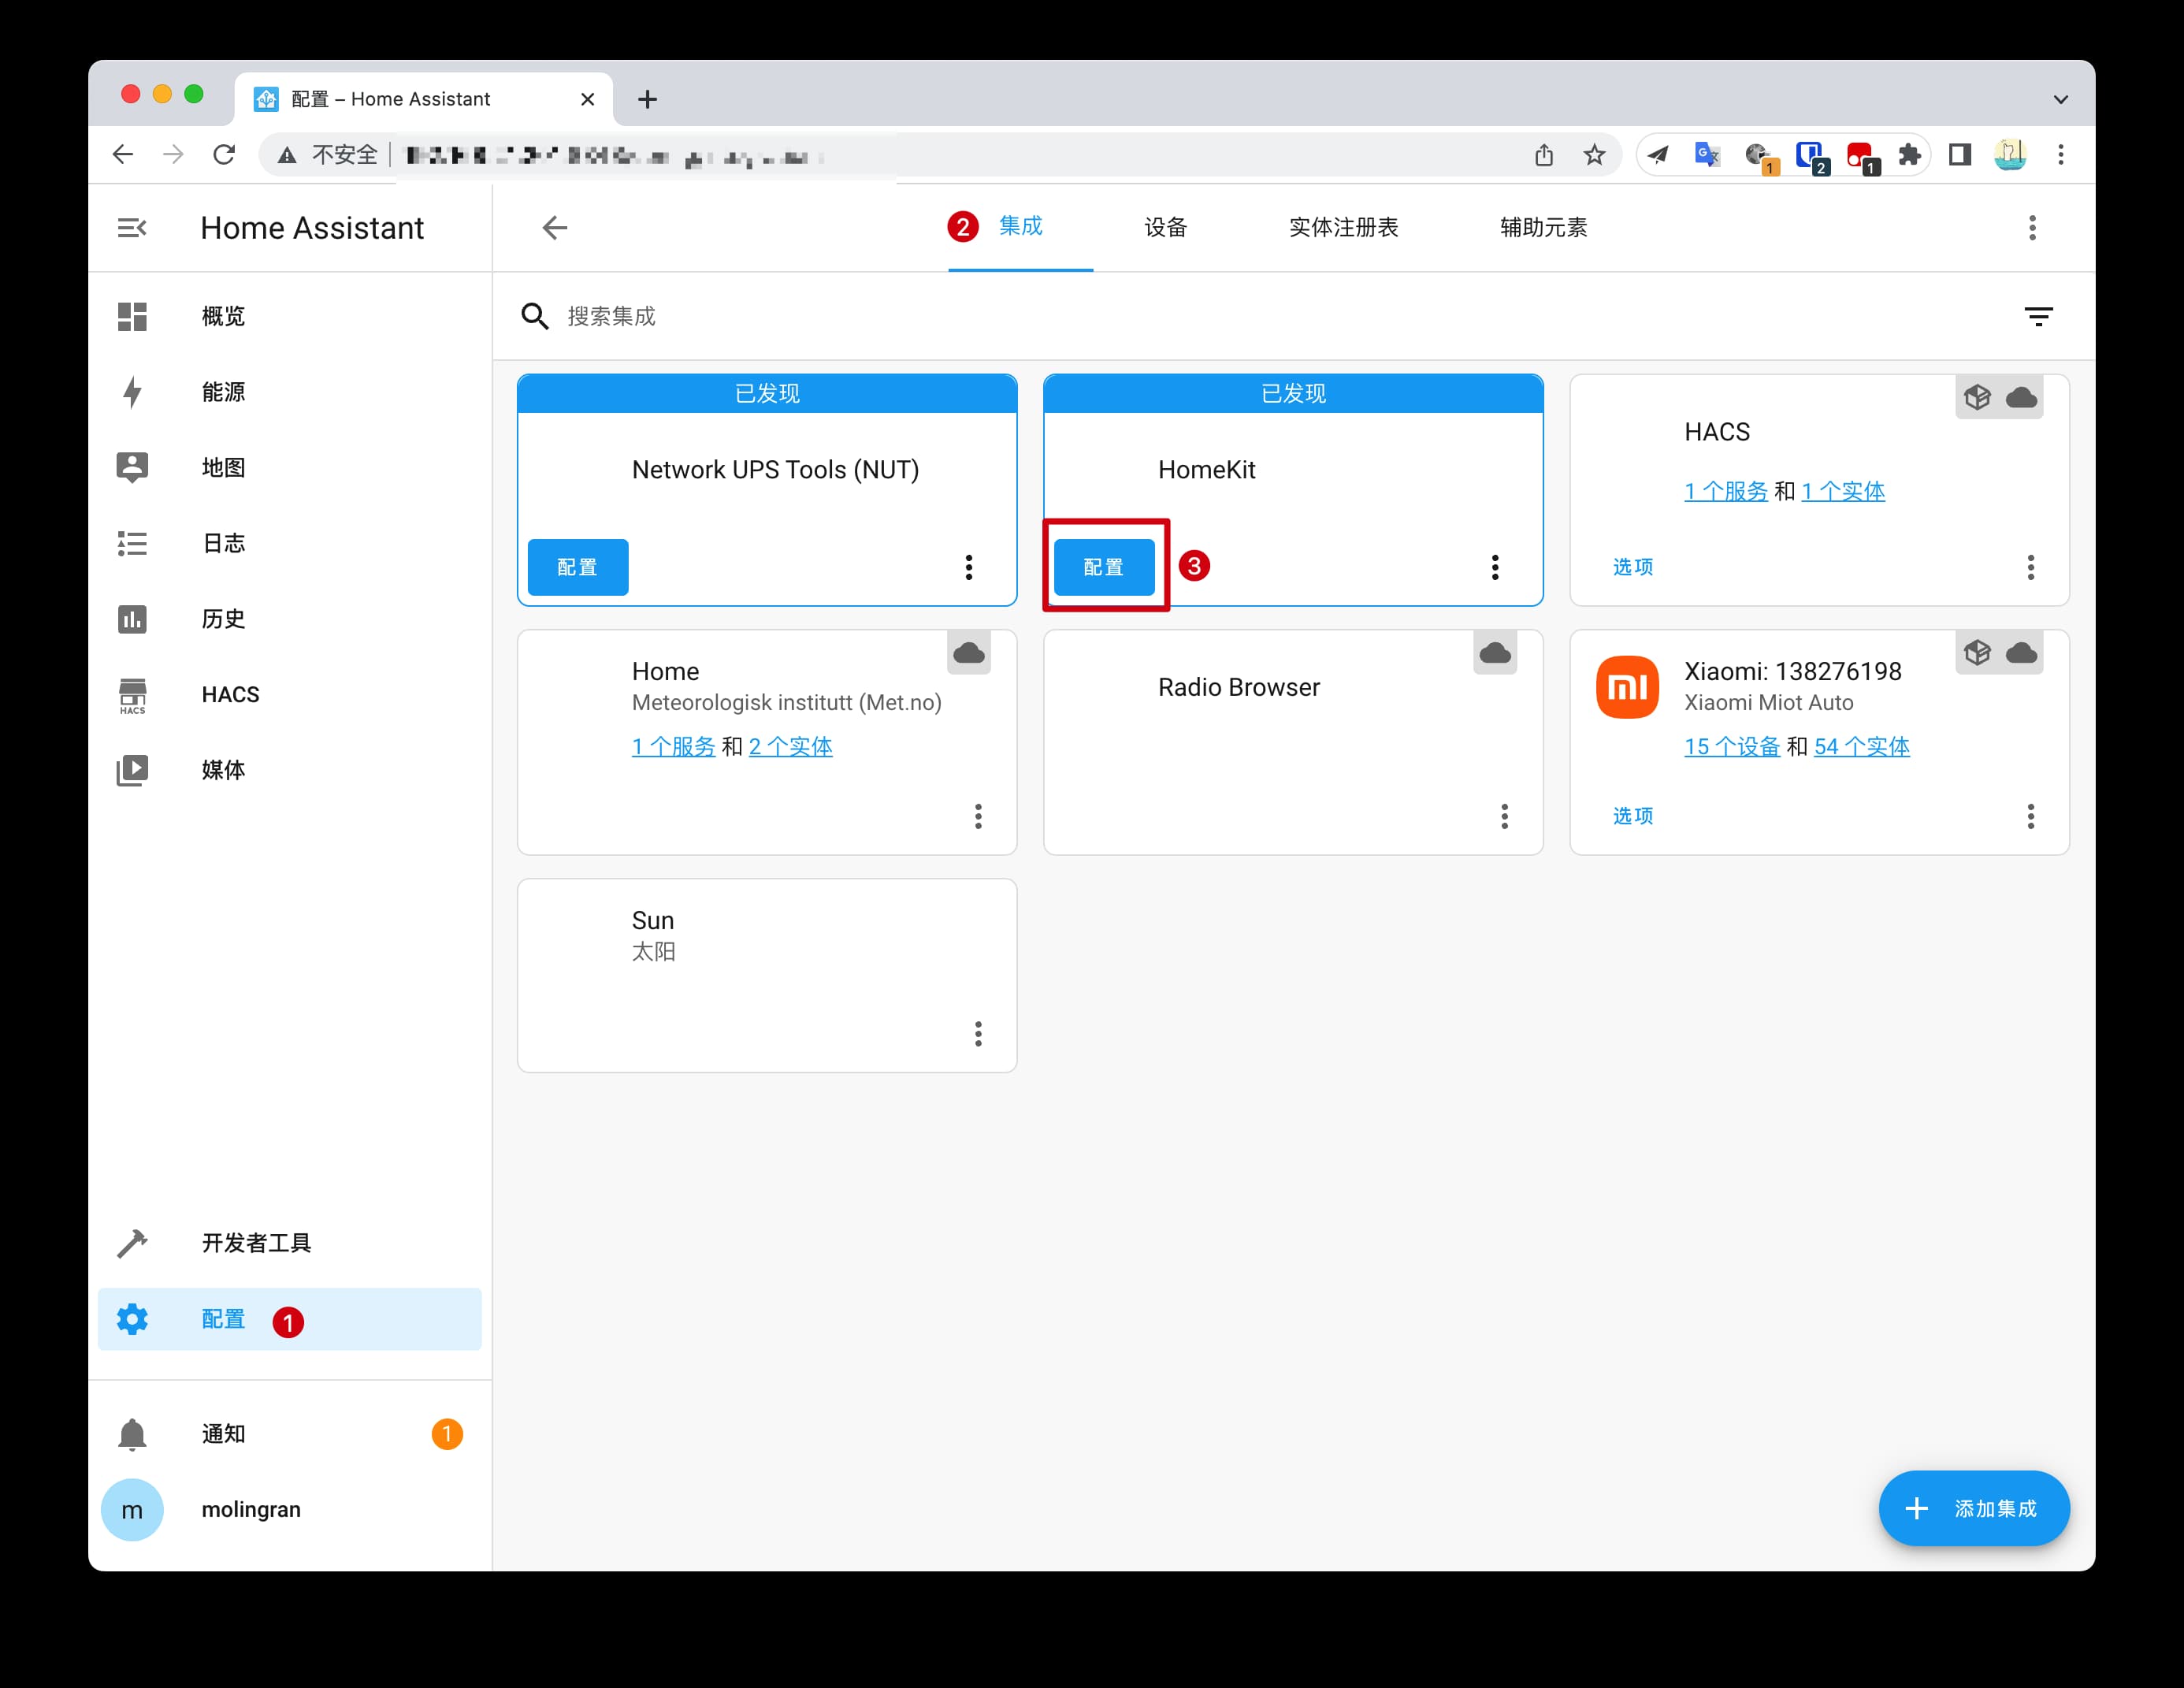 配置 – Home Assistant
不安全
1
2
1
Home Assistant
2 集成
设备
实体注册表
辅助元素
搜索集成
概览
能源
地图
日志
历史
HACS
HACS
媒体
开发者工具
配置 1
通知 1
m molingran
已发现
Network UPS Tools (NUT)
配置
已发现
HomeKit
配置 3
HACS
1 个服务 和 1 个实体
选项
Home
Meteorologisk institutt (Met.no)
1 个服务 和 2 个实体
Radio Browser
Xiaomi: 138276198
Xiaomi Miot Auto
15 个设备 和 54 个实体
选项
Sun
太阳
添加集成